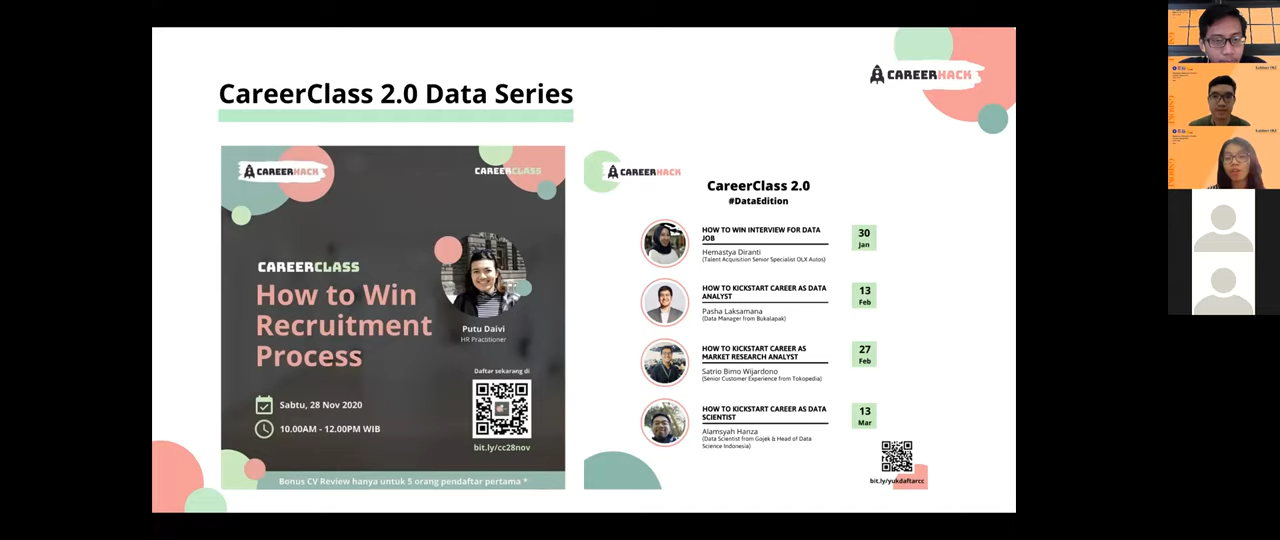 CareerClass 2.0 Data Series
CAREERHACK
CAREERHACK
CAREERCLASS
CAREERCLASS
How to Win
Recruitment
Process
Putu Daivi
HR Practitioner
Daftar sekarang di
bit.ly/cc28nov
Sabtu, 28 Nov 2020
10.00AM - 12.00PM WIB
Bonus CV Review hanya untuk 5 orang pendaftar pertama *
CAREERHACK
CareerClass 2.0
#DataEdition
HOW TO WIN INTERVIEW FOR DATA
JOB
Hemastya Diranti
(Talent Acquisition Senior Specialist OLX Autos)
30
Jan
HOW TO KICKSTART CAREER AS DATA
ANALYST
Pasha Laksamana
(Data Manager from Bukalapak)
13
Feb
HOW TO KICKSTART CAREER AS
MARKET RESEARCH ANALYST
Satrio Bimo Wijardono
(Senior Customer Experience from Tokopedia)
27
Feb
HOW TO KICKSTART CAREER AS DATA
SCIENTIST
Alamsyah Hanza
(Data Scientist from Gojek & Head of Data
Science Indonesia)
13
Mar
bit.ly/yukdaftarcc